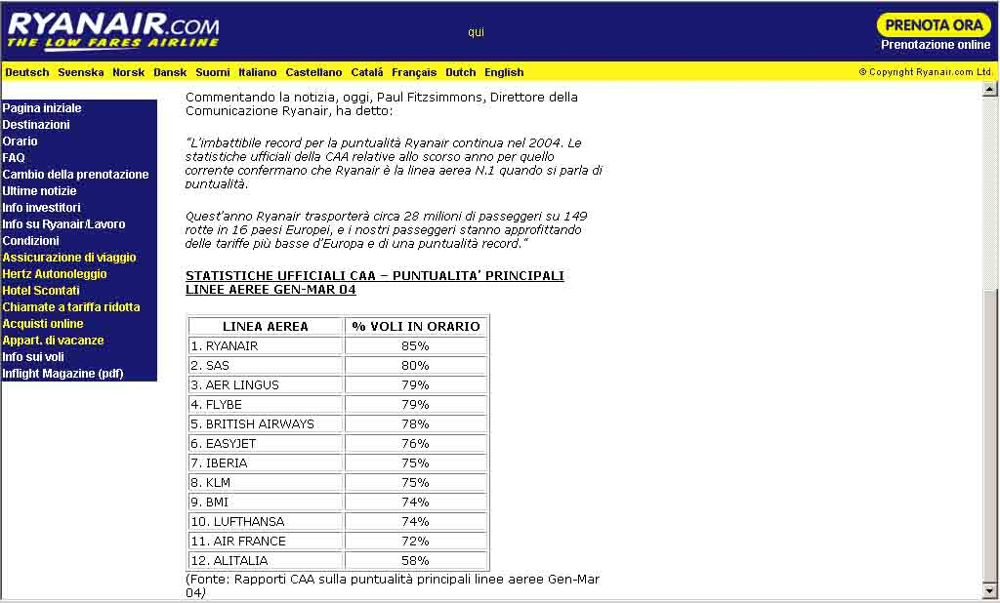 RYANAIR.COM
THE LOW FARES AIRLINE
qui
PRENOTA ORA
Prenotazione online
Deutsch Svenska Norsk Dansk Suomi Italiano Castellano Catalá Français Dutch English
© Copyright Ryanair.com Ltd.
Pagina iniziale
Destinazioni
Orario
FAQ
Cambio della prenotazione
Ultime notizie
Info investitori
Info su Ryanair/Lavoro
Condizioni
Assicurazione di viaggio
Hertz Autonoleggio
Hotel Scontati
Chiamate a tariffa ridotta
Acquisti online
Appart. di vacanze
Info sui voli
Inflight Magazine (pdf)
Commentando la notizia, oggi, Paul Fitzsimmons, Direttore della
Comunicazione Ryanair, ha detto:
“L’imbattibile record per la puntualità Ryanair continua nel 2004. Le
statistiche ufficiali della CAA relative allo scorso anno per quello
corrente confermano che Ryanair è la linea aerea N.1 quando si parla di
puntualità.
Quest’anno Ryanair trasporterà circa 28 milioni di passeggeri su 149
rotte in 16 paesi Europei, e i nostri passeggeri stanno approfittando
delle tariffe più basse d’Europa e di una puntualità record.“
STATISTICHE UFFICIALI CAA – PUNTUALITA’ PRINCIPALI
LINEE AEREE GEN-MAR 04
LINEA AEREA % VOLI IN ORARIO
1. RYANAIR 85%
2. SAS 80%
3. AER LINGUS 79%
4. FLYBE 79%
5. BRITISH AIRWAYS 78%
6. EASYJET 76%
7. IBERIA 75%
8. KLM 75%
9. BMI 74%
10. LUFTHANSA 74%
11. AIR FRANCE 72%
12. ALITALIA 58%
(Fonte: Rapporti CAA sulla puntualità principali linee aeree Gen-Mar
04)